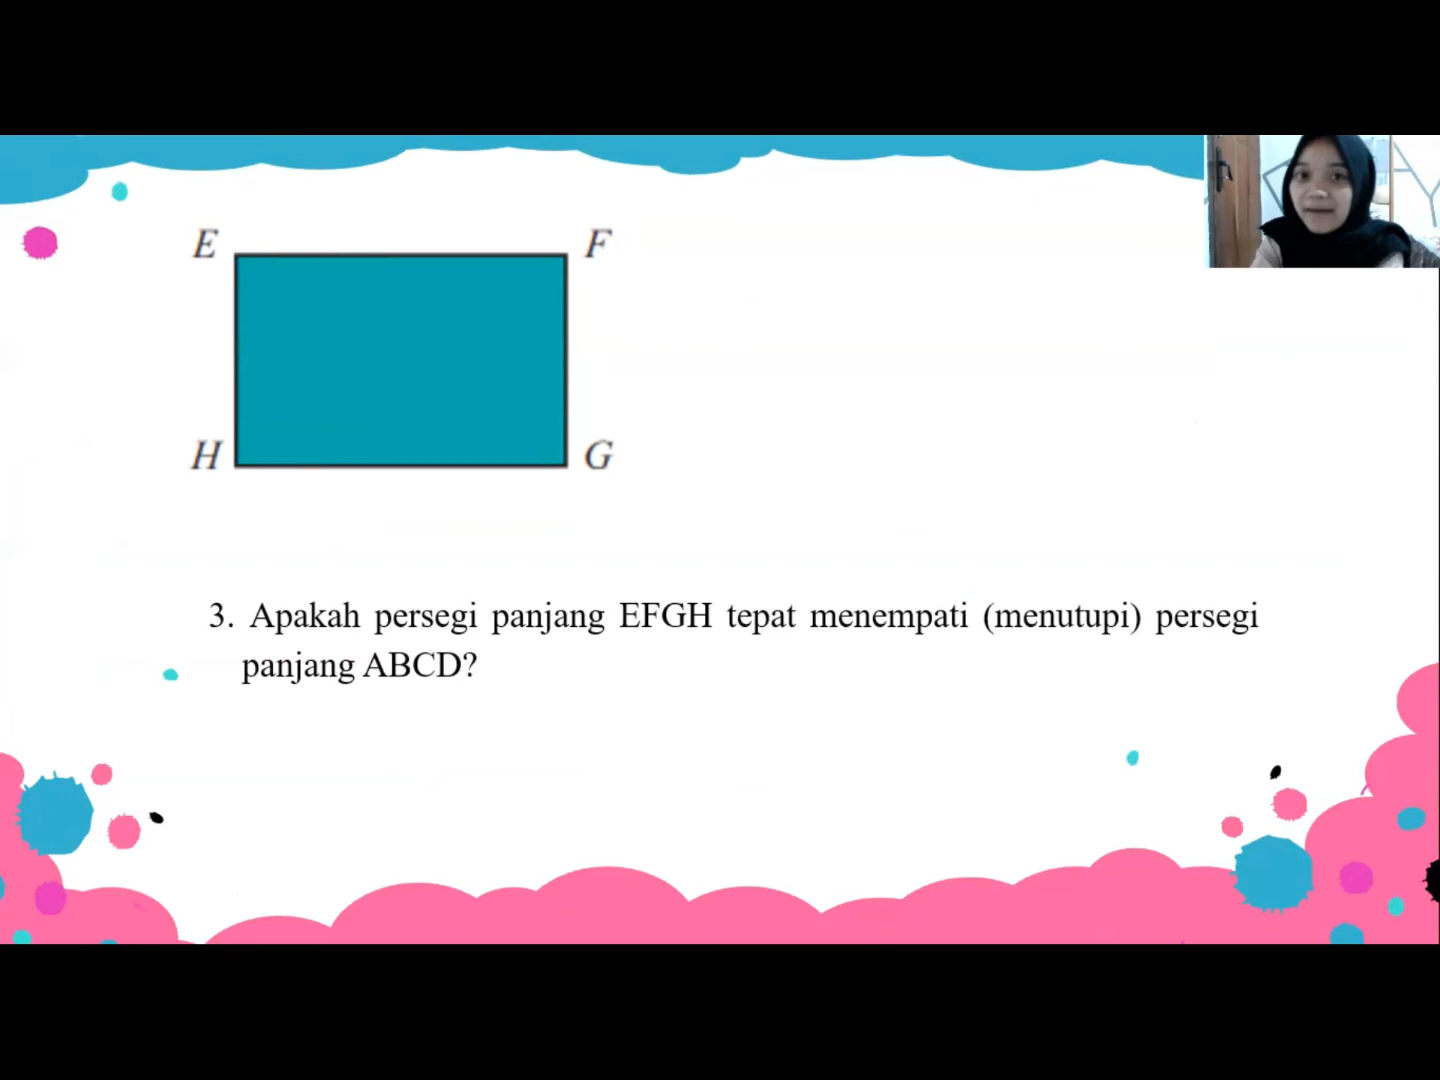 E F
H G
3. Apakah persegi panjang EFGH tepat menempati (menutupi) persegi
panjang ABCD?